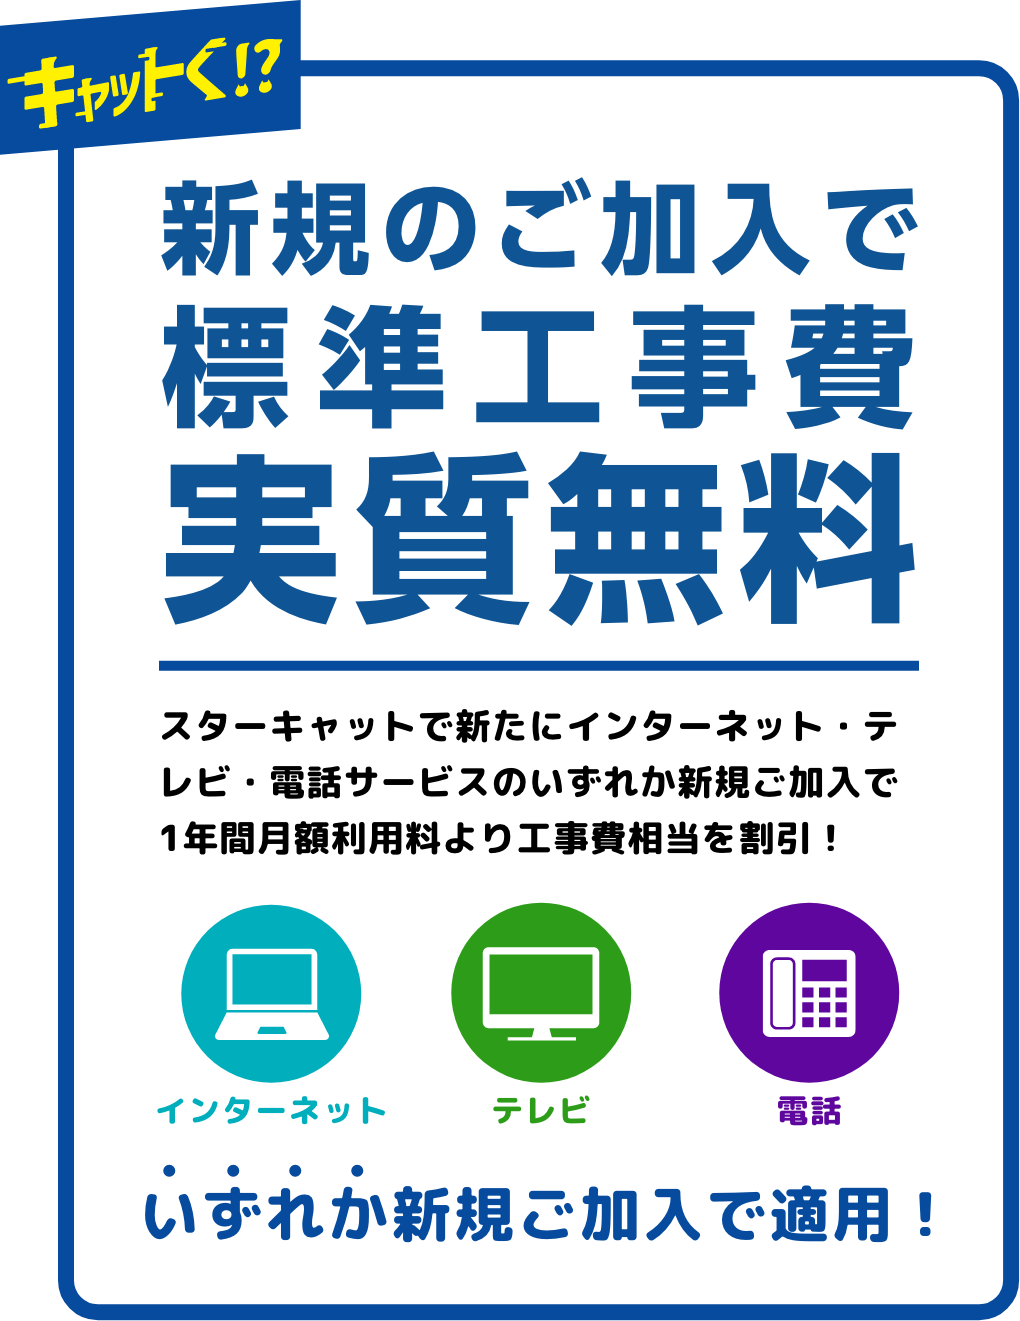 キャットく!?
新規のご加入で
標準工事費
実質無料
スターキャットで新たにインターネット・テ
レビ・電話サービスのいずれか新規ご加入で
1年間月額利用料より工事費相当を割引！
インターネット テレビ 電話
いずれか新規ご加入で適用！